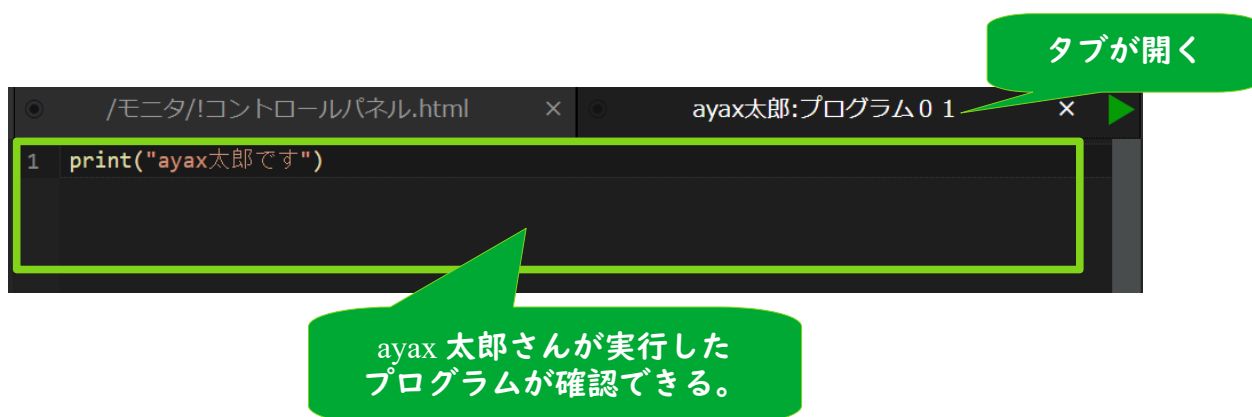 タブが開く
/モニタ/!コントロールパネル.html × ayax太郎:プログラム０１ ×
1 print("ayax太郎です")
ayax 太郎さんが実行した
プログラムが確認できる。